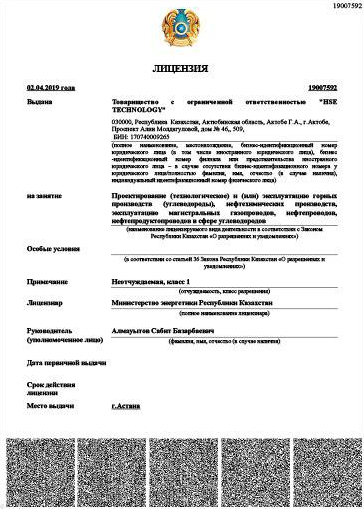 19007592
ЛИЦЕНЗИЯ
02.04.2019 года 19007592
Выдана Товарищество с ограниченной ответственностью "HSE
TECHNOLOGY"
030000, Республика Казахстан, Актюбинская область, Актобе Г.А., г.Актобе,
Проспект Алии Молдагуловой, дом № 46,, 509,
БИН: 170740009265
(полное наименование, местонахождение, бизнес-идентификационный номер
юридического лица (в том числе иностранного юридического лица), бизнес
-идентификационный номер филиала или представительства иностранного
юридического лица – в случае отсутствия бизнес-идентификационного номера у
юридического лица/полностью фамилия, имя, отчество (в случае наличия),
индивидуальный идентификационный номер физического лица)
на занятие Проектирование (технологическое) и (или) эксплуатацию горных
производств (углеводороды), нефтехимических производств,
эксплуатацию магистральных газопроводов, нефтепроводов,
нефтепродуктопроводов в сфере углеводородов
(наименование лицензируемого вида деятельности в соответствии с Законом
Республики Казахстан «О разрешениях и уведомлениях»)
Особые условия
(в соответствии со статьей 36 Закона Республики Казахстан «О разрешениях и
уведомлениях»)
Примечание Неотчуждаемая, класс 1
(отчуждаемость, класс разрешения)
Лицензиар Министерство энергетики Республики Казахстан
(полное наименование лицензиара)
Руководитель Алмауытов Сабит Базарбаевич
(уполномоченное лицо) (фамилия, имя, отчество (в случае наличия)
Дата первичной выдачи
Срок действия
лицензии
Место выдачи г.Астана